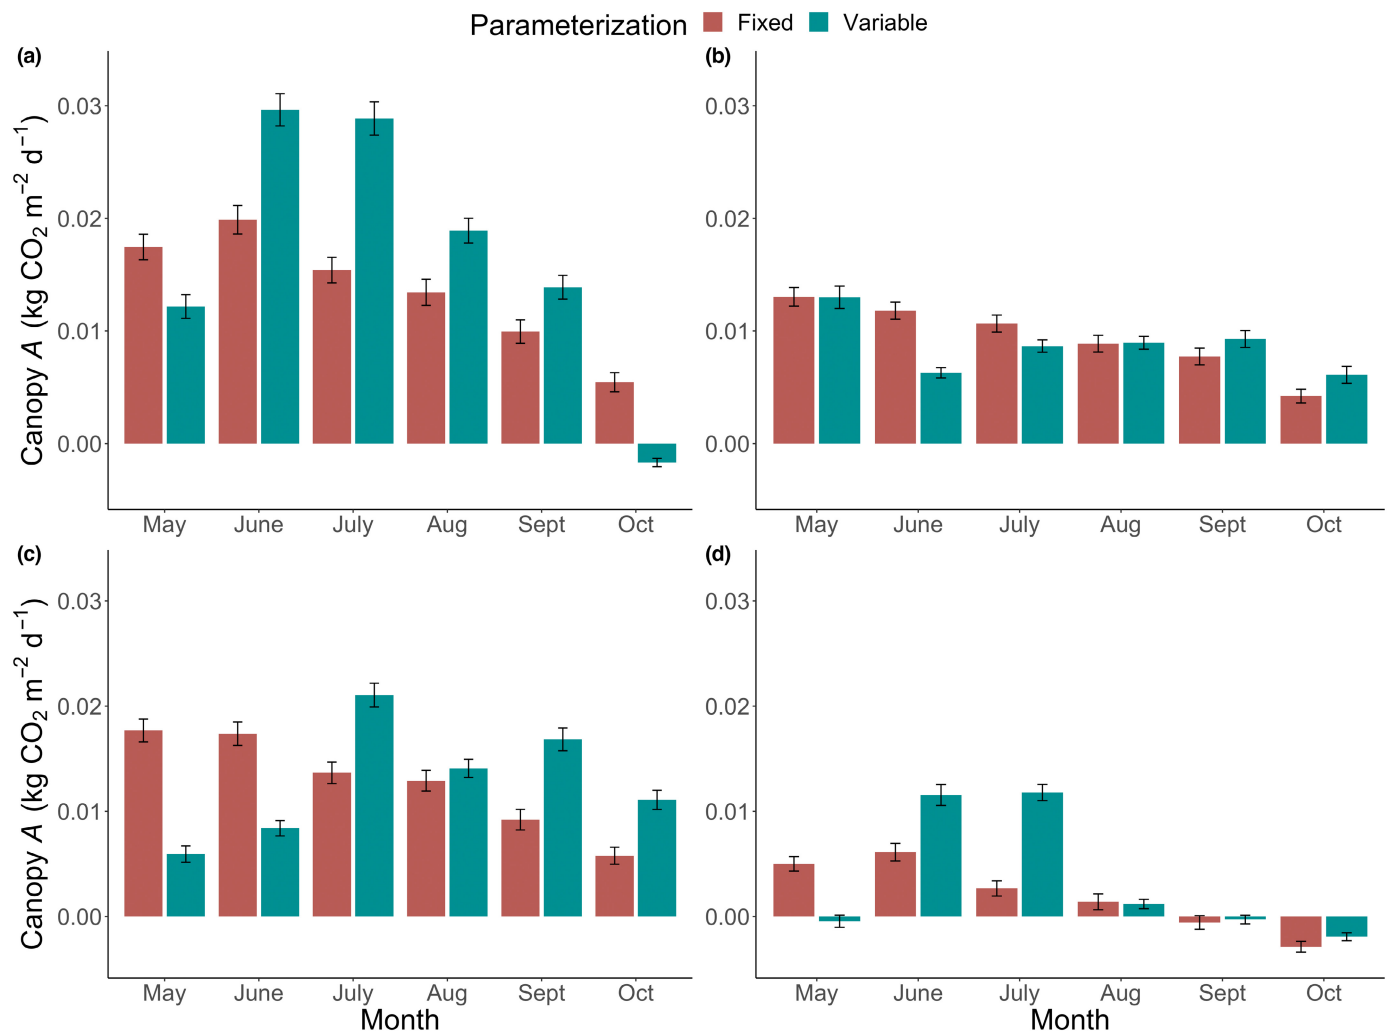 Parameterization Fixed Variable
(a) (b)
Canopy A (kg CO₂ m⁻² d⁻¹)
0.03
0.02
0.01
0.00
May June July Aug Sept Oct
0.03
0.02
0.01
0.00
May June July Aug Sept Oct
(c) (d)
Canopy A (kg CO₂ m⁻² d⁻¹)
0.03
0.02
0.01
0.00
May June July Aug Sept Oct
Month
0.03
0.02
0.01
0.00
May June July Aug Sept Oct
Month